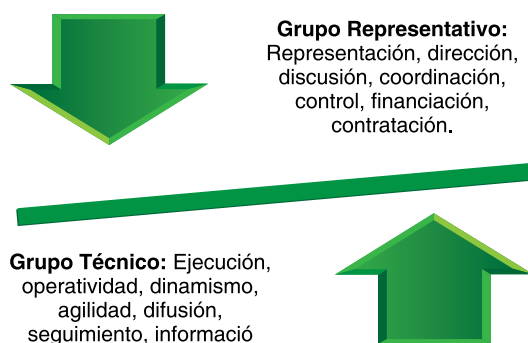 Grupo Representativo:
Representación, dirección,
discusión, coordinación,
control, financiación,
contratación.
Grupo Técnico: Ejecución,
operatividad, dinamismo,
agilidad, difusión,
seguimiento, informació